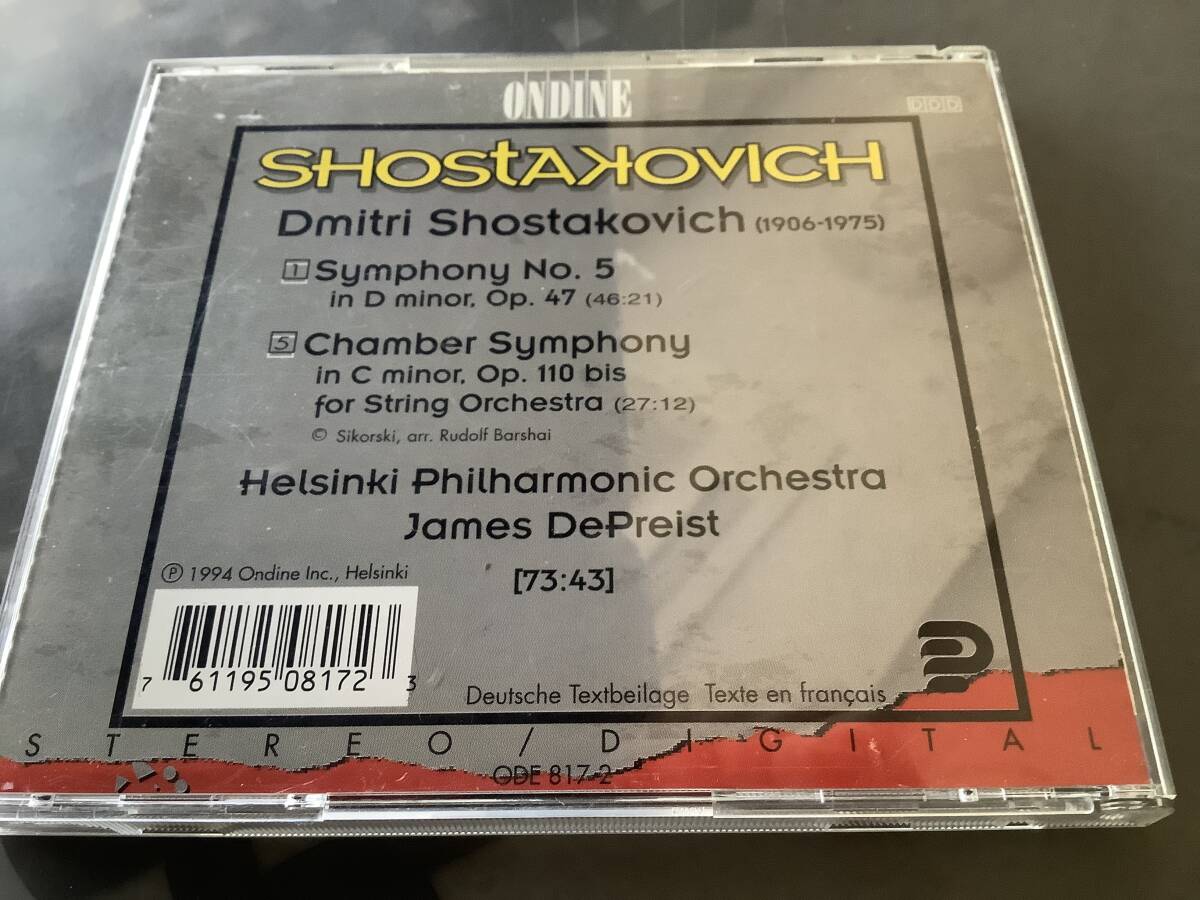 ONDINE
DDD
SHOSTAKOVICH
Dmitri Shostakovich (1906-1975)
1 Symphony No. 5
in D minor, Op. 47 (46:21)
5 Chamber Symphony
in C minor, Op. 110 bis
for String Orchestra (27:12)
© Sikorski, arr. Rudolf Barshai
Helsinki Philharmonic Orchestra
James DePreist
℗ 1994 Ondine Inc., Helsinki
[73:43]
7 61195 08172 3
Deutsche Textbeilage Texte en français
STEREO/DIGITAL
ODE 817-2